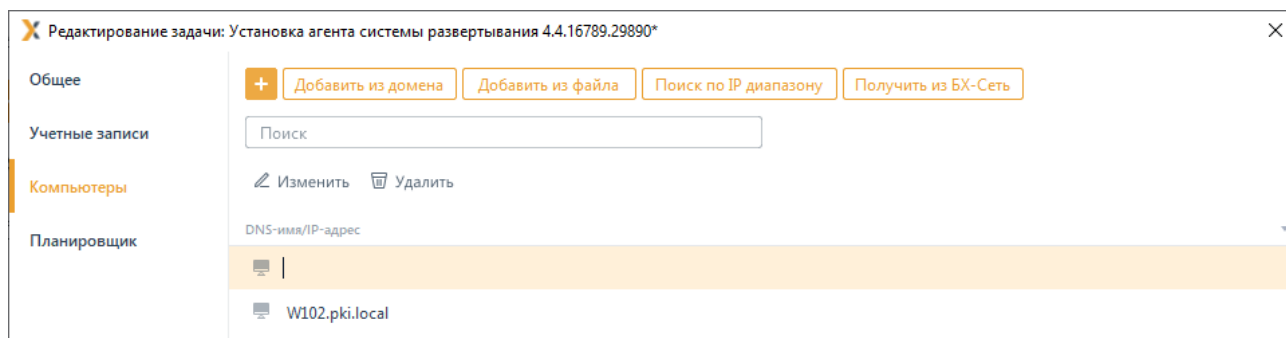 Редактирование задачи: Установка агента системы развертывания 4.4.16789.29890*
Общее
Учетные записи
Компьютеры
Планировщик
+ Добавить из домена Добавить из файла Поиск по IP диапазону Получить из БХ-Сеть
Поиск
Изменить Удалить
DNS-имя/IP-адрес
W102.pki.local